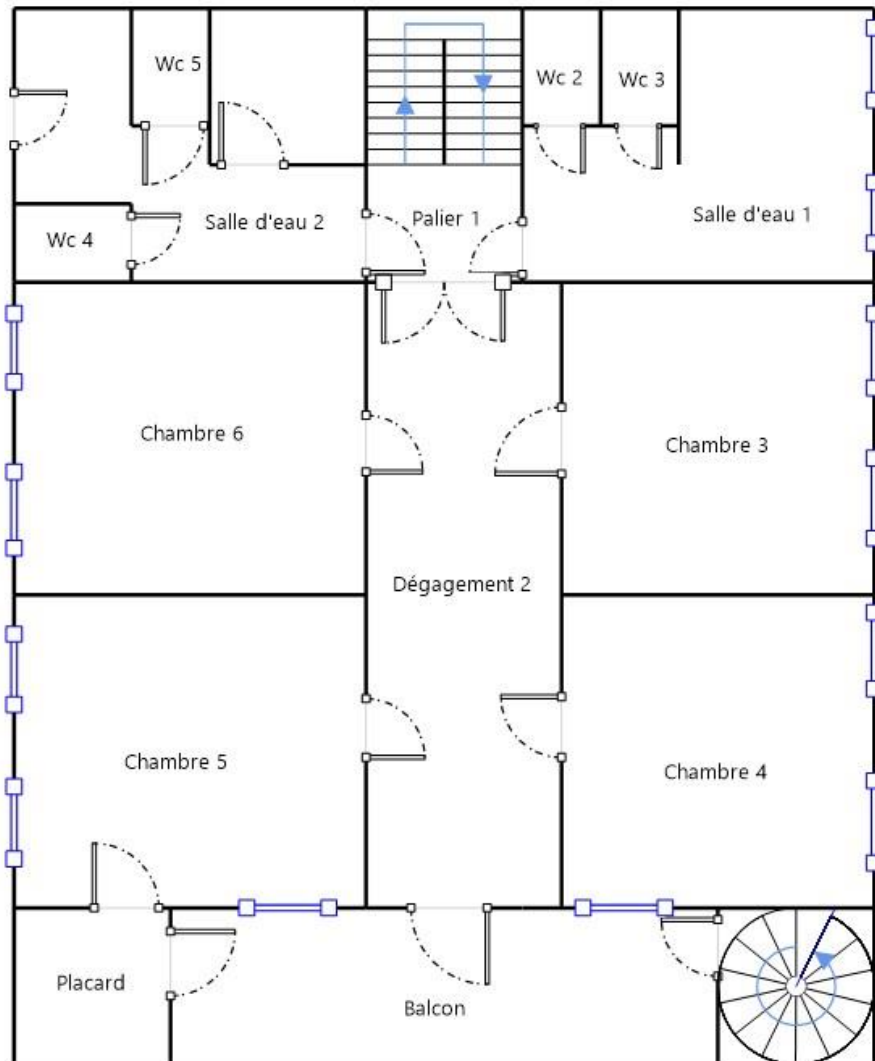 Wc 5
Wc 2
Wc 3
Salle d'eau 2
Palier 1
Salle d'eau 1
Wc 4
Chambre 6
Chambre 3
Dégagement 2
Chambre 5
Chambre 4
Placard
Balcon